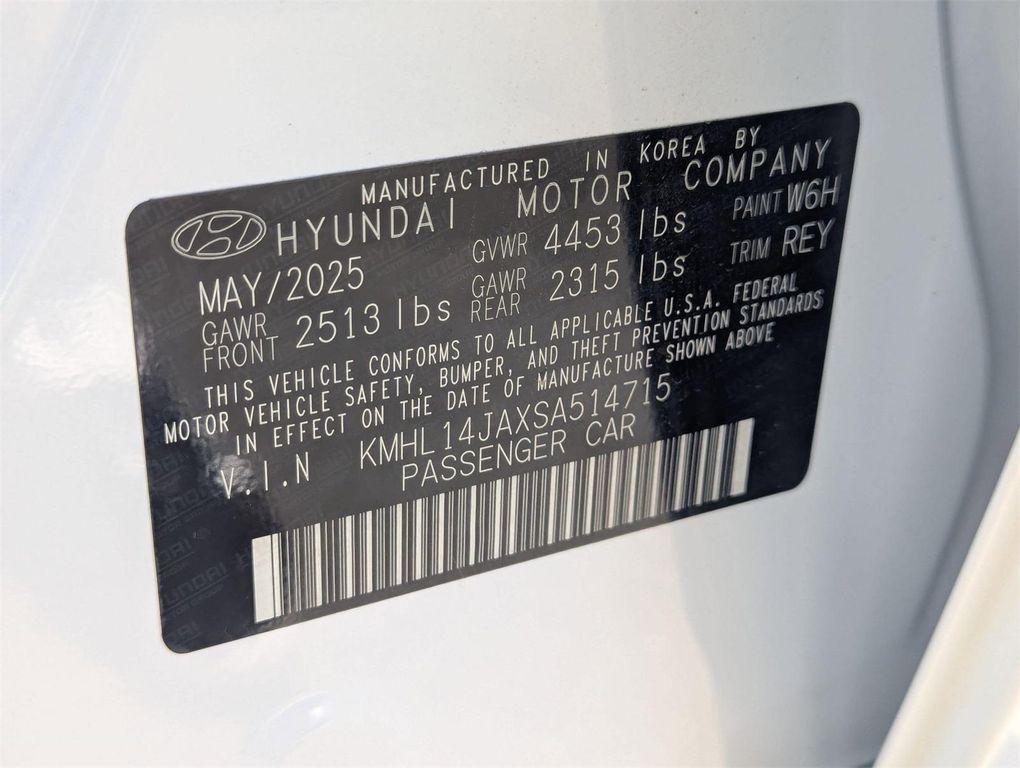 MANUFACTURED IN KOREA BY
HYUNDAI MOTOR COMPANY
MAY/2025 GVWR 4453 lbs PAINT W6H
GAWR FRONT 2513 lbs GAWR REAR 2315 lbs TRIM REY
THIS VEHICLE CONFORMS TO ALL APPLICABLE U.S.A. FEDERAL
MOTOR VEHICLE SAFETY, BUMPER, AND THEFT PREVENTION STANDARDS
IN EFFECT ON THE DATE OF MANUFACTURE SHOWN ABOVE
V.I.N KMHL14JAXSA514715
PASSENGER CAR